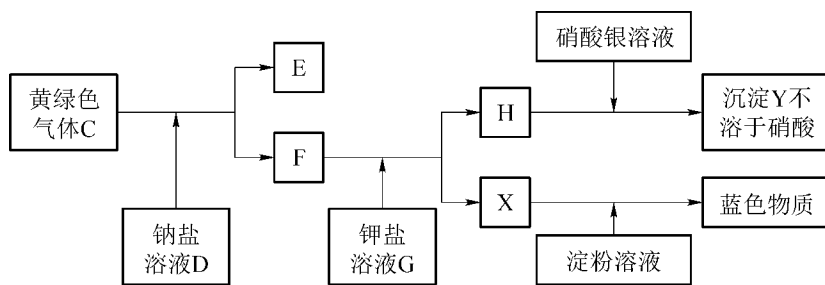 硝酸银溶液
黄绿色
气体C
E
F
H
沉淀Y不
溶于硝酸
X
蓝色物质
钠盐
溶液D
钾盐
溶液G
淀粉溶液